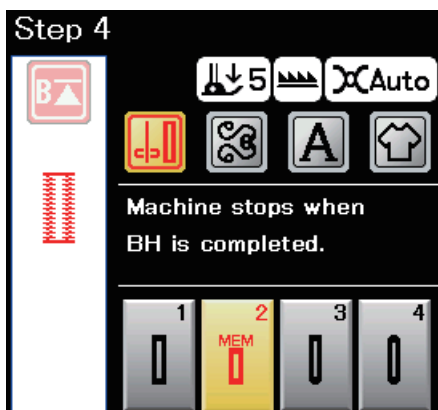 Step 4
B
5 Auto
A
Machine stops when
BH is completed.
1 2 3 4
MEM